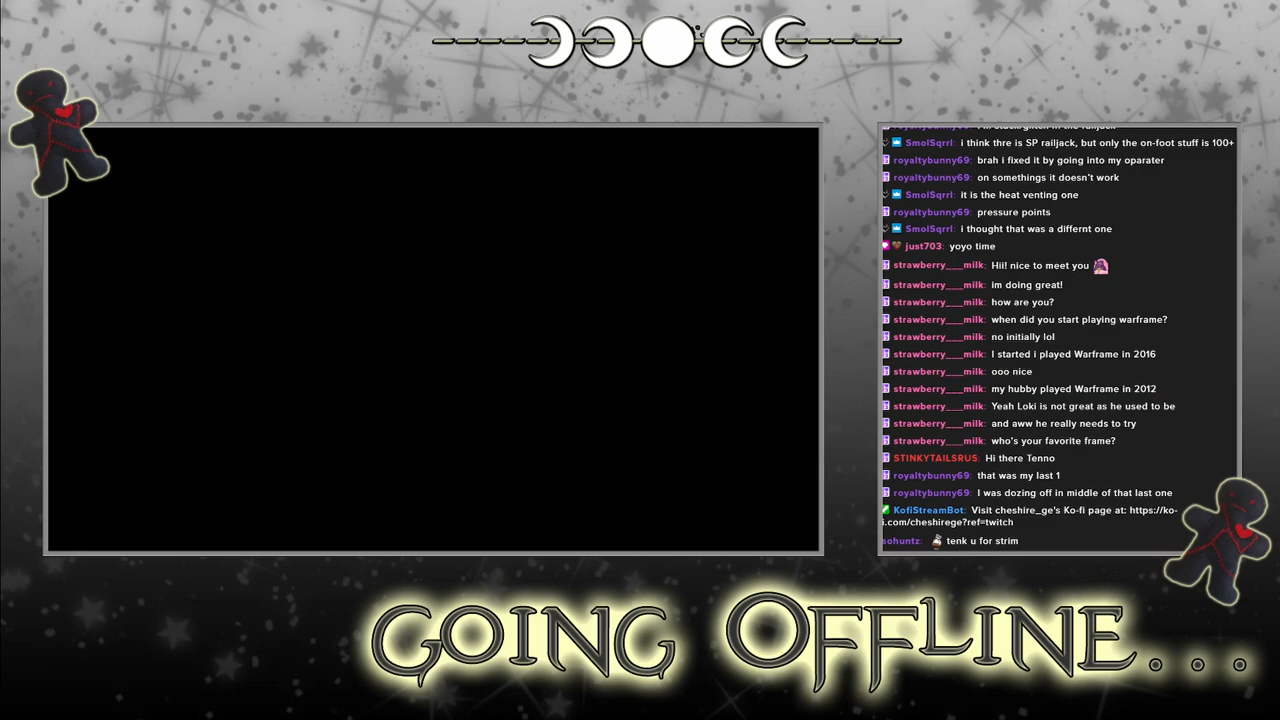 SmolSqrrl: i think thre is SP railjack, but only the on-foot stuff is 100+
royaltybunny69: brah i fixed it by going into my oparater
royaltybunny69: on somethings it doesn't work
SmolSqrrl: it is the heat venting one
royaltybunny69: pressure points
SmolSqrrl: i thought that was a differnt one
just703: yoyo time
strawberry___milk: Hii! nice to meet you
strawberry___milk: im doing great!
strawberry___milk: how are you?
strawberry___milk: when did you start playing warframe?
strawberry___milk: no initially lol
strawberry___milk: I started i played Warframe in 2016
strawberry___milk: ooo nice
strawberry___milk: my hubby played Warframe in 2012
strawberry___milk: Yeah Loki is not great as he used to be
strawberry___milk: and aww he really needs to try
strawberry___milk: who's your favorite frame?
STINKYTAILSRUS: Hi there Tenno
royaltybunny69: that was my last 1
royaltybunny69: I was dozing off in middle of that last one
KofiStreamBot: Visit cheshire_ge's Ko-fi page at: https://ko-
i.com/cheshirege?ref=twitch
sohuntz: tenk u for strim
Going Offline...